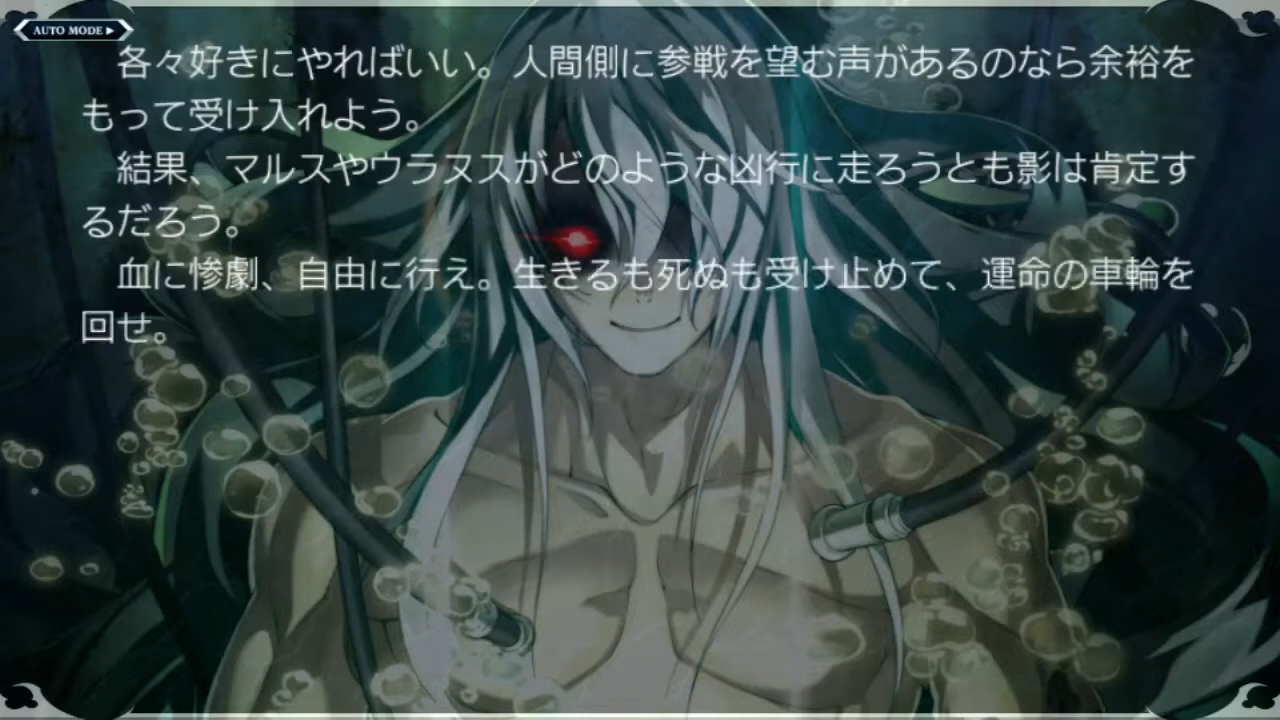 AUTO MODE
各々好きにやればいい。人間側に参戦を望む声があるのなら余裕を
もって受け入れよう。
結果、マルスやウラヌスがどのような凶行に走ろうとも影は肯定す
るだろう。
血に惨劇、自由に行え。生きるも死ぬも受け止めて、運命の車輪を
回せ。